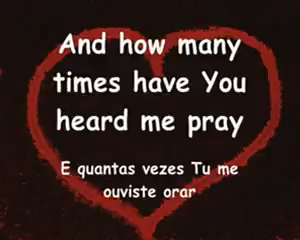 And how many
times have You
heard me pray
E quantas vezes Tu me
ouviste orar